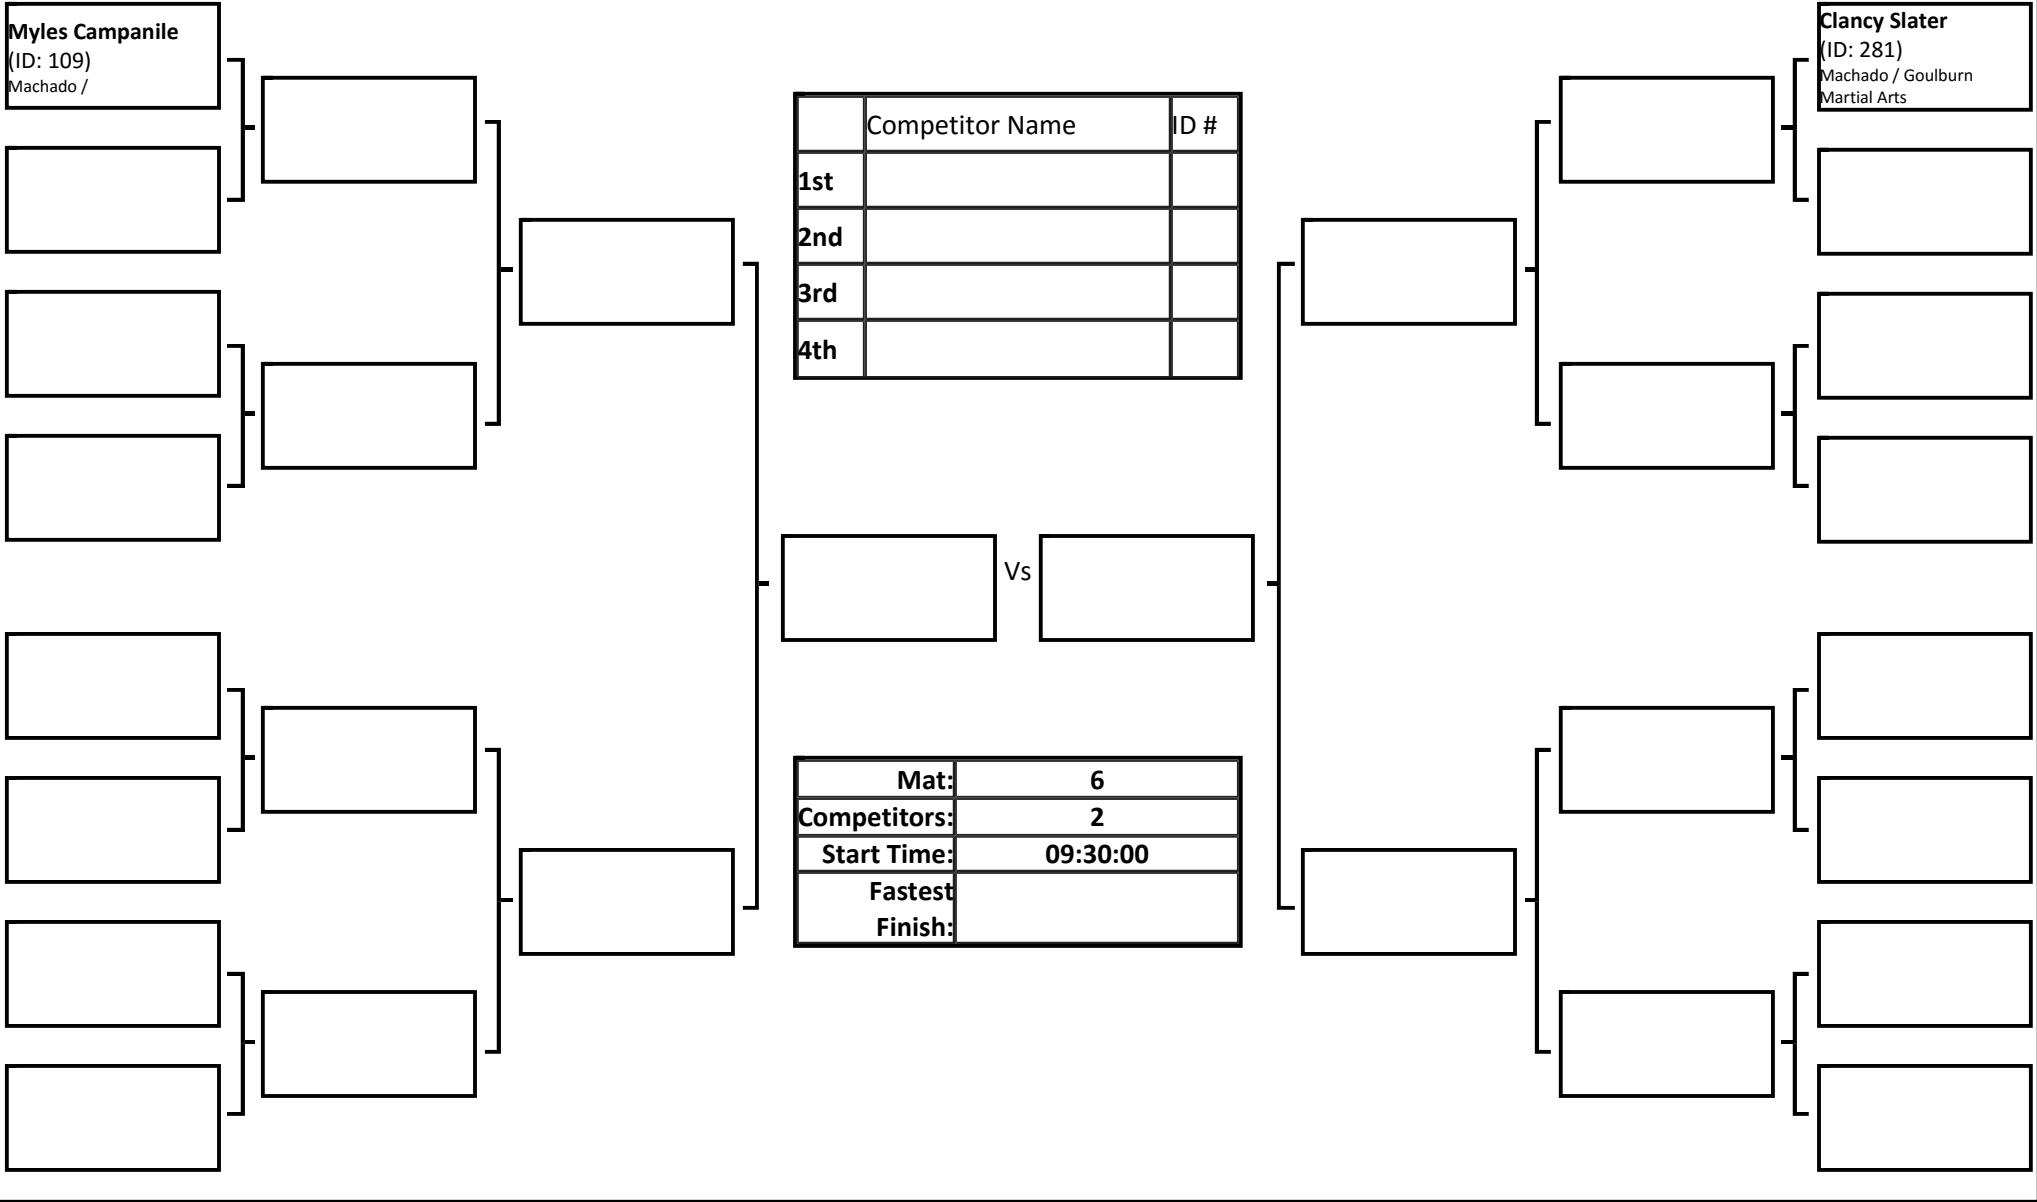 Myles Campanile
(ID: 109)
Machado /
Clancy Slater
(ID: 281)
Machado / Goulburn
Martial Arts
Competitor Name ID #
1st
2nd
3rd
4th
Vs
Mat: 6
Competitors: 2
Start Time: 09:30:00
Fastest
Finish: